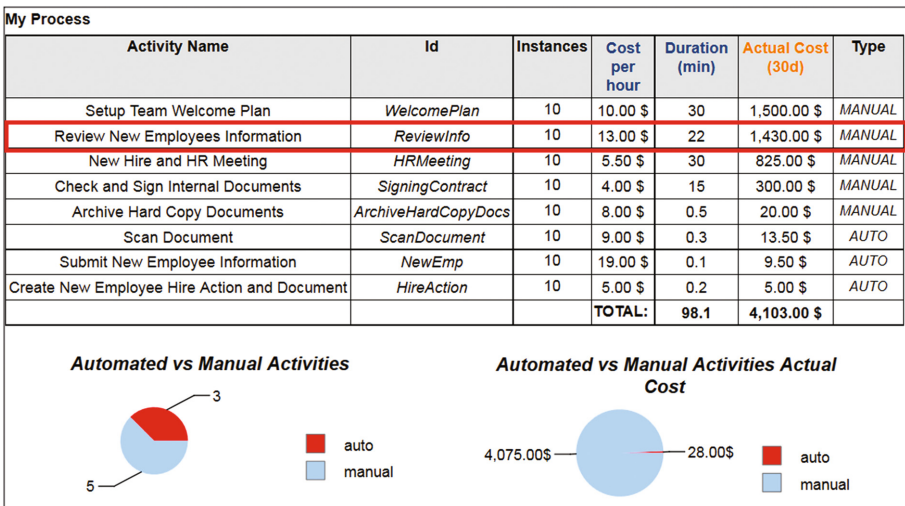 My Process
Activity Name Id Instances Cost per hour Duration (min) Actual Cost (30d) Type
Setup Team Welcome Plan WelcomePlan 10 10.00 $ 30 1,500.00 $ MANUAL
Review New Employees Information ReviewInfo 10 13.00 $ 22 1,430.00 $ MANUAL
New Hire and HR Meeting HRMeeting 10 5.50 $ 30 825.00 $ MANUAL
Check and Sign Internal Documents SigningContract 10 4.00 $ 15 300.00 $ MANUAL
Archive Hard Copy Documents ArchiveHardCopyDocs 10 8.00 $ 0.5 20.00 $ MANUAL
Scan Document ScanDocument 10 9.00 $ 0.3 13.50 $ AUTO
Submit New Employee Information NewEmp 10 19.00 $ 0.1 9.50 $ AUTO
Create New Employee Hire Action and Document HireAction 10 5.00 $ 0.2 5.00 $ AUTO
TOTAL: 98.1 4,103.00 $
Automated vs Manual Activities
3
5
auto
manual
Automated vs Manual Activities Actual
Cost
4,075.00$
28.00$
auto
manual